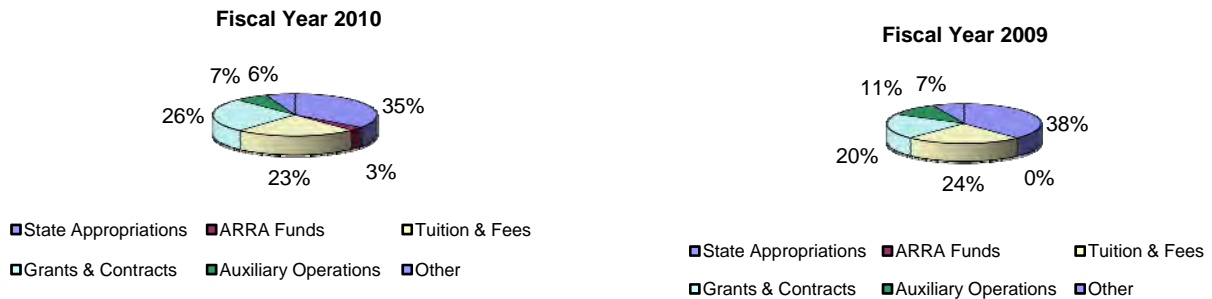 Fiscal Year 2010
7% 6%
26% 35%
23% 3%
State Appropriations ARRA Funds Tuition & Fees
Grants & Contracts Auxiliary Operations Other
Fiscal Year 2009
11% 7%
38%
20% 24% 0%
State Appropriations ARRA Funds Tuition & Fees
Grants & Contracts Auxiliary Operations Other